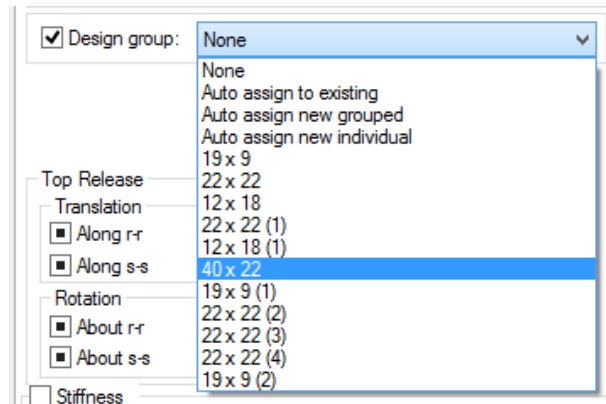 Design group: None
None
Auto assign to existing
Auto assign new grouped
Auto assign new individual
19 x 9
22 x 22
12 x 18
22 x 22 (1)
12 x 18 (1)
40 x 22
19 x 9 (1)
22 x 22 (2)
22 x 22 (3)
22 x 22 (4)
19 x 9 (2)
Top Release
Translation
Along r-r
Along s-s
Rotation
About r-r
About s-s
Stiffness